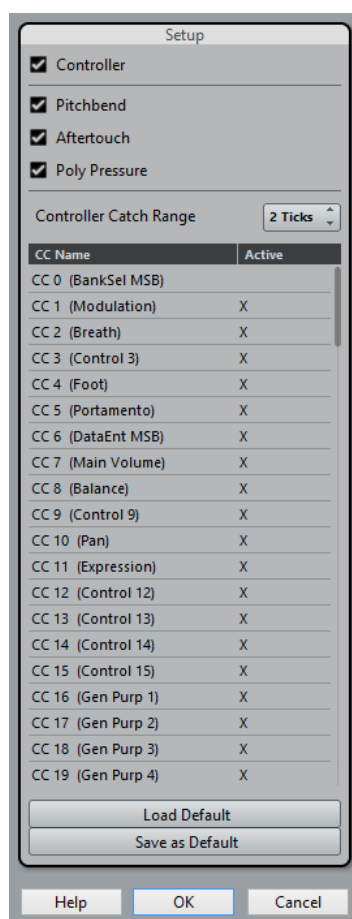 Setup
Controller
Pitchbend
Aftertouch
Poly Pressure
Controller Catch Range 2 Ticks
CC Name Active
CC 0 (BankSel MSB)
CC 1 (Modulation) X
CC 2 (Breath) X
CC 3 (Control 3) X
CC 4 (Foot) X
CC 5 (Portamento) X
CC 6 (DataEnt MSB) X
CC 7 (Main Volume) X
CC 8 (Balance) X
CC 9 (Control 9) X
CC 10 (Pan) X
CC 11 (Expression) X
CC 12 (Control 12) X
CC 13 (Control 13) X
CC 14 (Control 14) X
CC 15 (Control 15) X
CC 16 (Gen Purp 1) X
CC 17 (Gen Purp 2) X
CC 18 (Gen Purp 3) X
CC 19 (Gen Purp 4) X
Load Default
Save as Default
Help OK Cancel